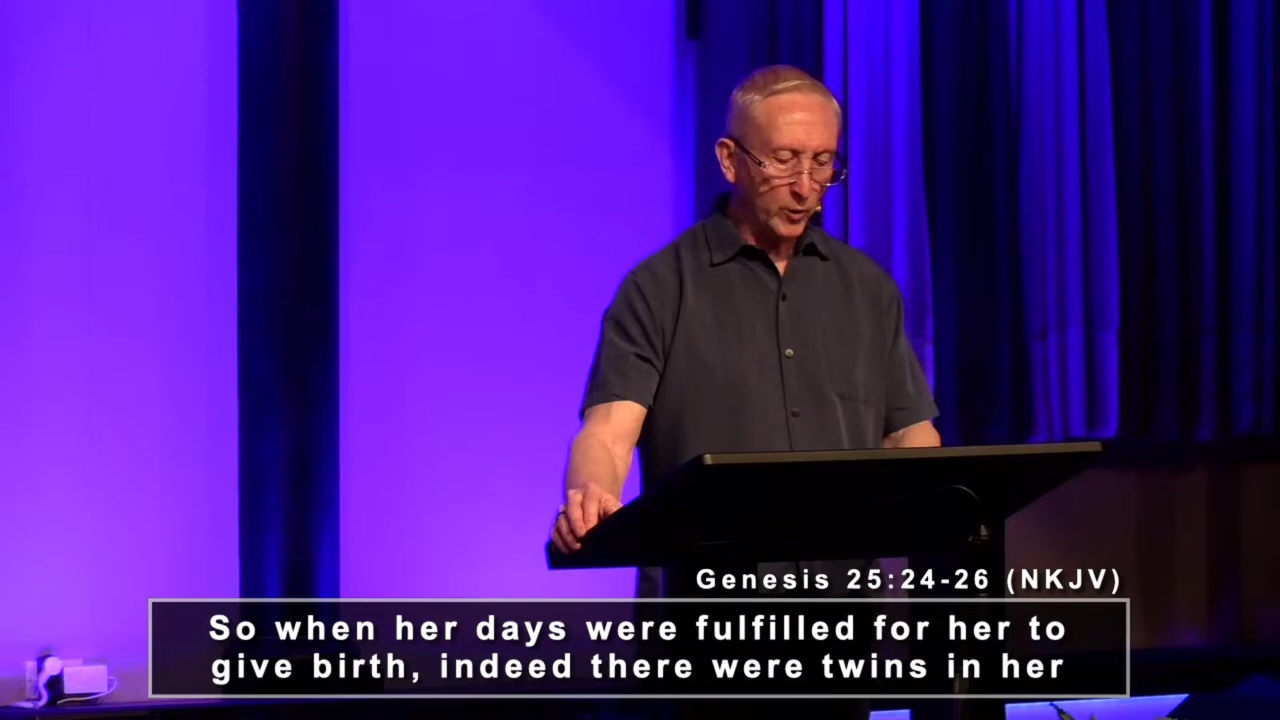 Genesis 25:24-26 (NKJV)
So when her days were fulfilled for her to
give birth, indeed there were twins in her